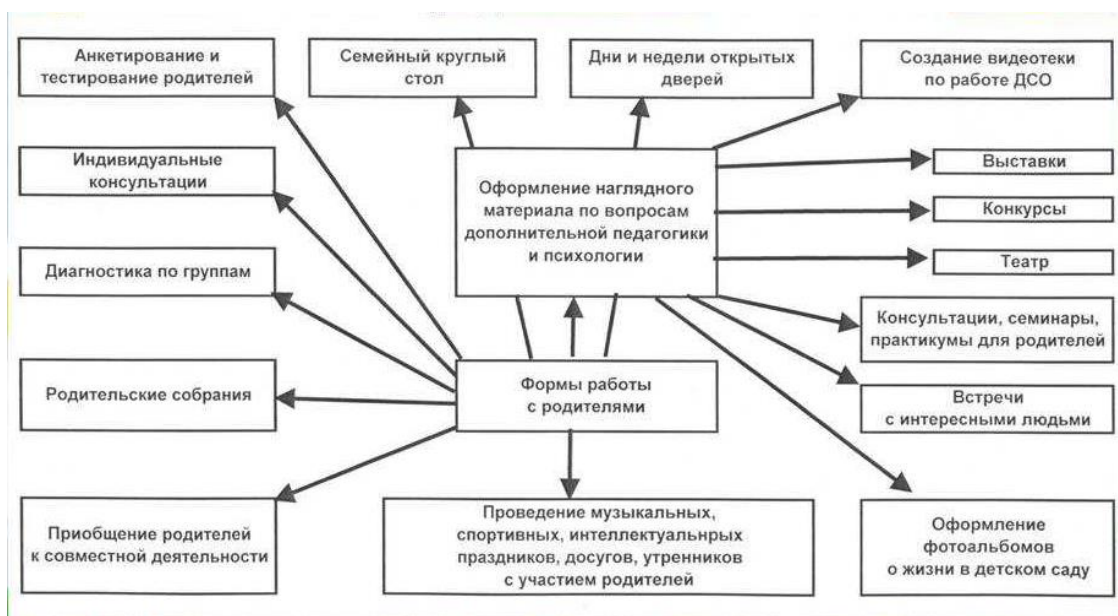 Анкетирование и
тестирование родителей
Семейный круглый
стол
Дни и недели открытых
дверей
Создание видеотеки
по работе ДСО
Индивидуальные
консультации
Оформление наглядного
материала по вопросам
дополнительной педагогики
и психологии
Выставки
Конкурсы
Театр
Диагностика по группам
Консультации, семинары,
практикумы для родителей
Родительские собрания
Формы работы
с родителями
Встречи
с интересными людьми
Приобщение родителей
к совместной деятельности
Проведение музыкальных,
спортивных, интеллектуальнрых
праздников, досугов, утренников
с участием родителей
Оформление
фотоальбомов
о жизни в детском саду